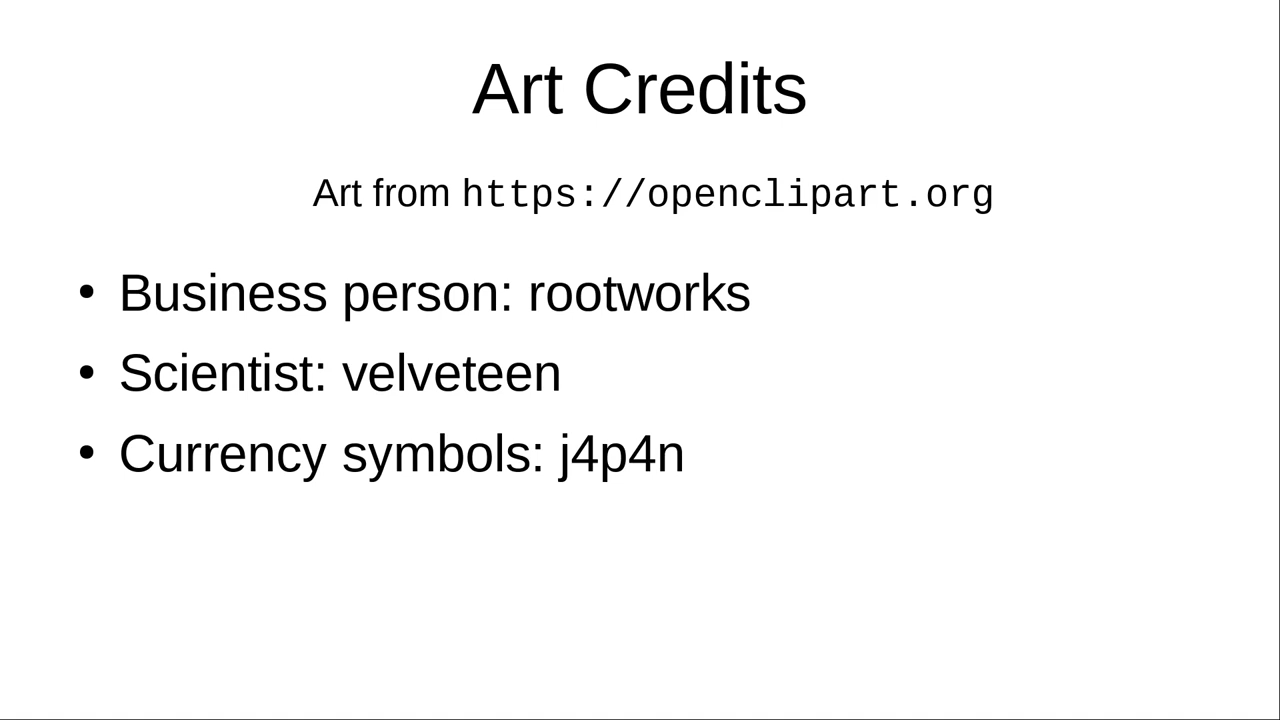 Art Credits
Art from https://openclipart.org
• Business person: rootworks
• Scientist: velveteen
• Currency symbols: j4p4n